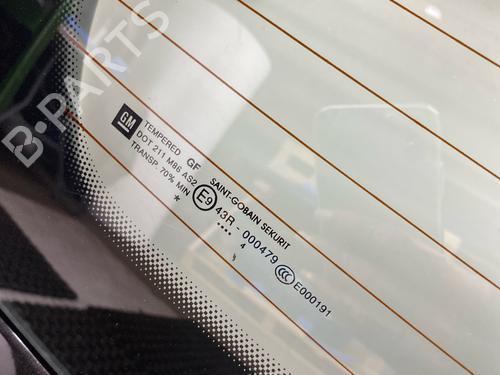 B-PARTS
GM
TEMPERED GF SAINT-GOBAIN SEKURIT
DOT 211 M86 AS2
TRANSP. 70% MIN
E9 43R - 000479 CCC E000191
4